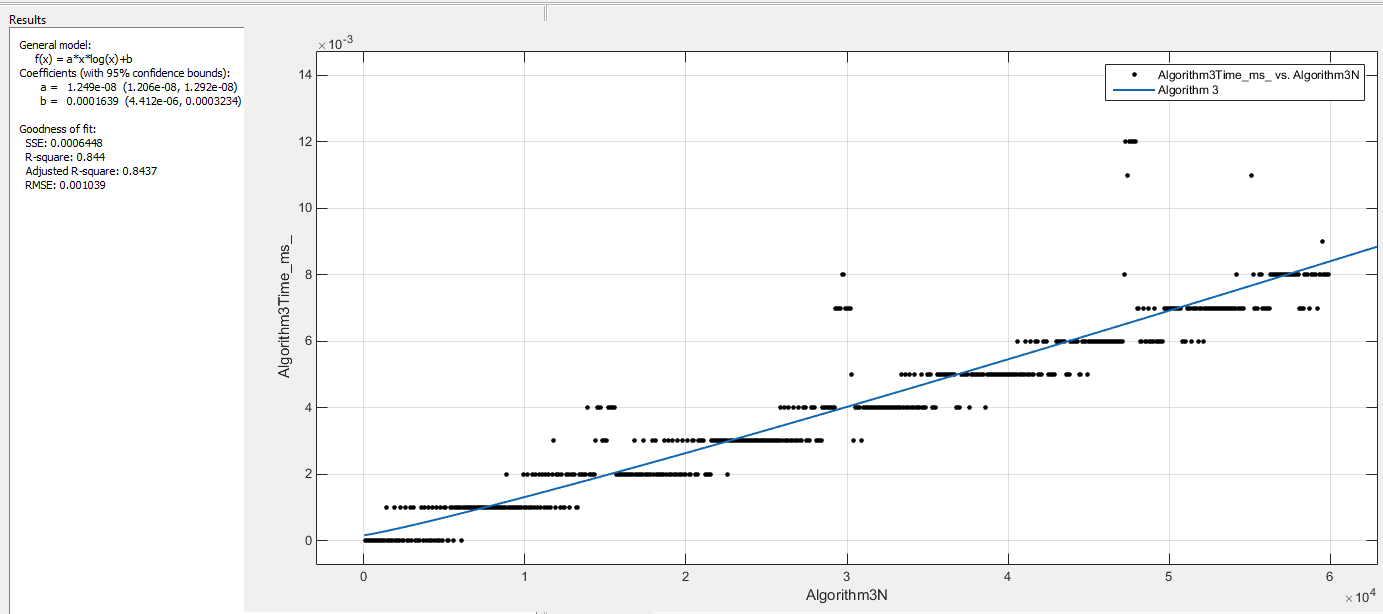 Results
General model:
f(x) = a*x*log(x)+b
Coefficients (with 95% confidence bounds):
a = 1.249e-08 (1.206e-08, 1.292e-08)
b = 0.0001639 (4.412e-06, 0.0003234)
Goodness of fit:
SSE: 0.0006448
R-square: 0.844
Adjusted R-square: 0.8437
RMSE: 0.001039
×10⁻³
14
12
10
8
6
4
2
0
Algorithm3Time_ms_
Algorithm3Time_ms_ vs. Algorithm3N
Algorithm 3
0 1 2 3 4 5 6
Algorithm3N
×10⁴